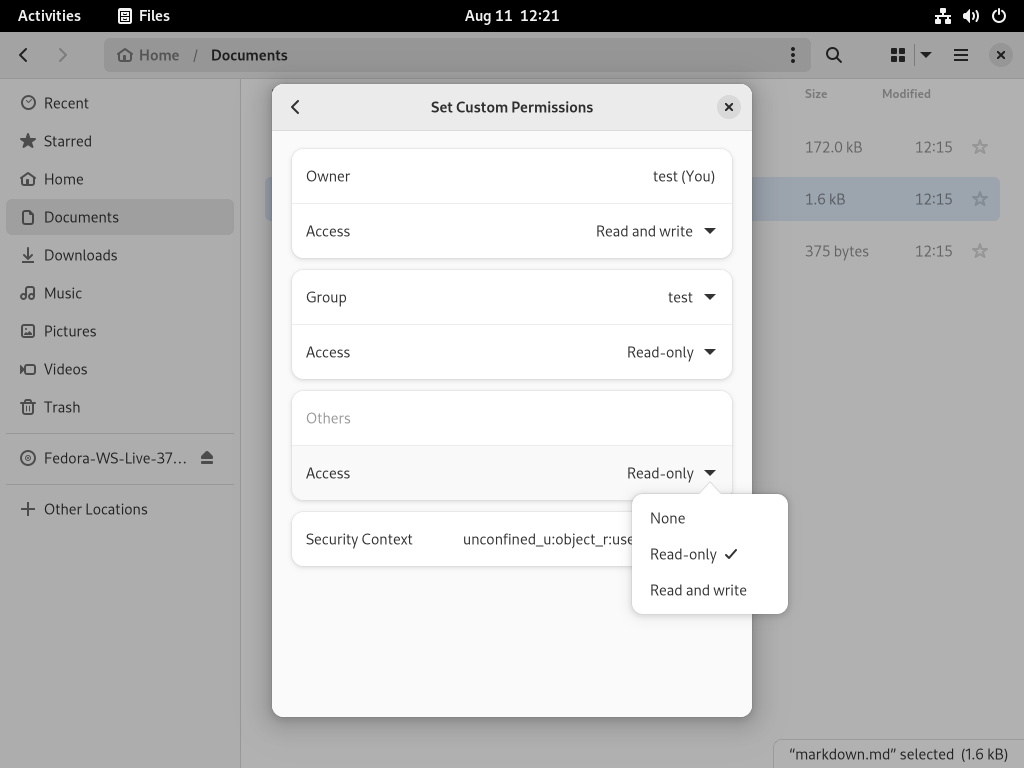 Activities Files Aug 11 12:21
Home / Documents
Set Custom Permissions
Size Modified
Recent
Starred
Home
Documents
Downloads
Music
Pictures
Videos
Trash
Fedora-WS-Live-37...
Other Locations
Owner test (You)
Access Read and write
Group test
Access Read-only
Others
Access Read-only
Security Context unconfined_u:object_r:use
None
Read-only
Read and write
172.0 kB 12:15
1.6 kB 12:15
375 bytes 12:15
“markdown.md” selected (1.6 kB)